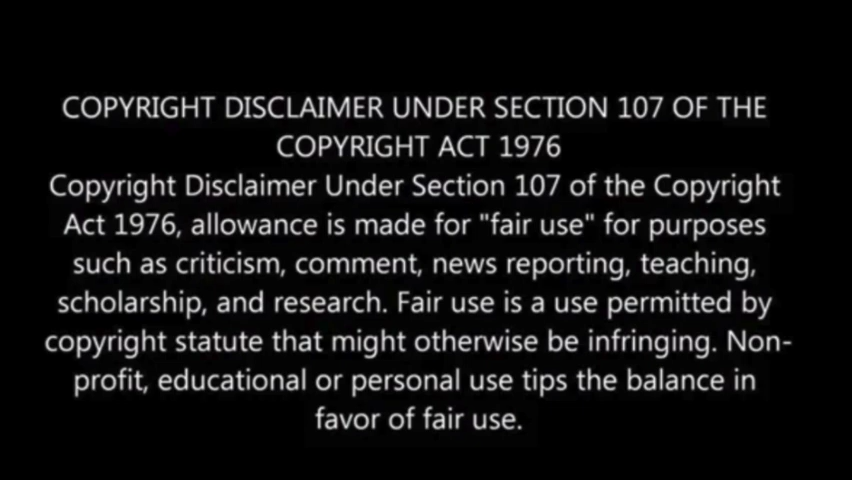 COPYRIGHT DISCLAIMER UNDER SECTION 107 OF THE
COPYRIGHT ACT 1976
Copyright Disclaimer Under Section 107 of the Copyright
Act 1976, allowance is made for "fair use" for purposes
such as criticism, comment, news reporting, teaching,
scholarship, and research. Fair use is a use permitted by
copyright statute that might otherwise be infringing. Non-
profit, educational or personal use tips the balance in
favor of fair use.